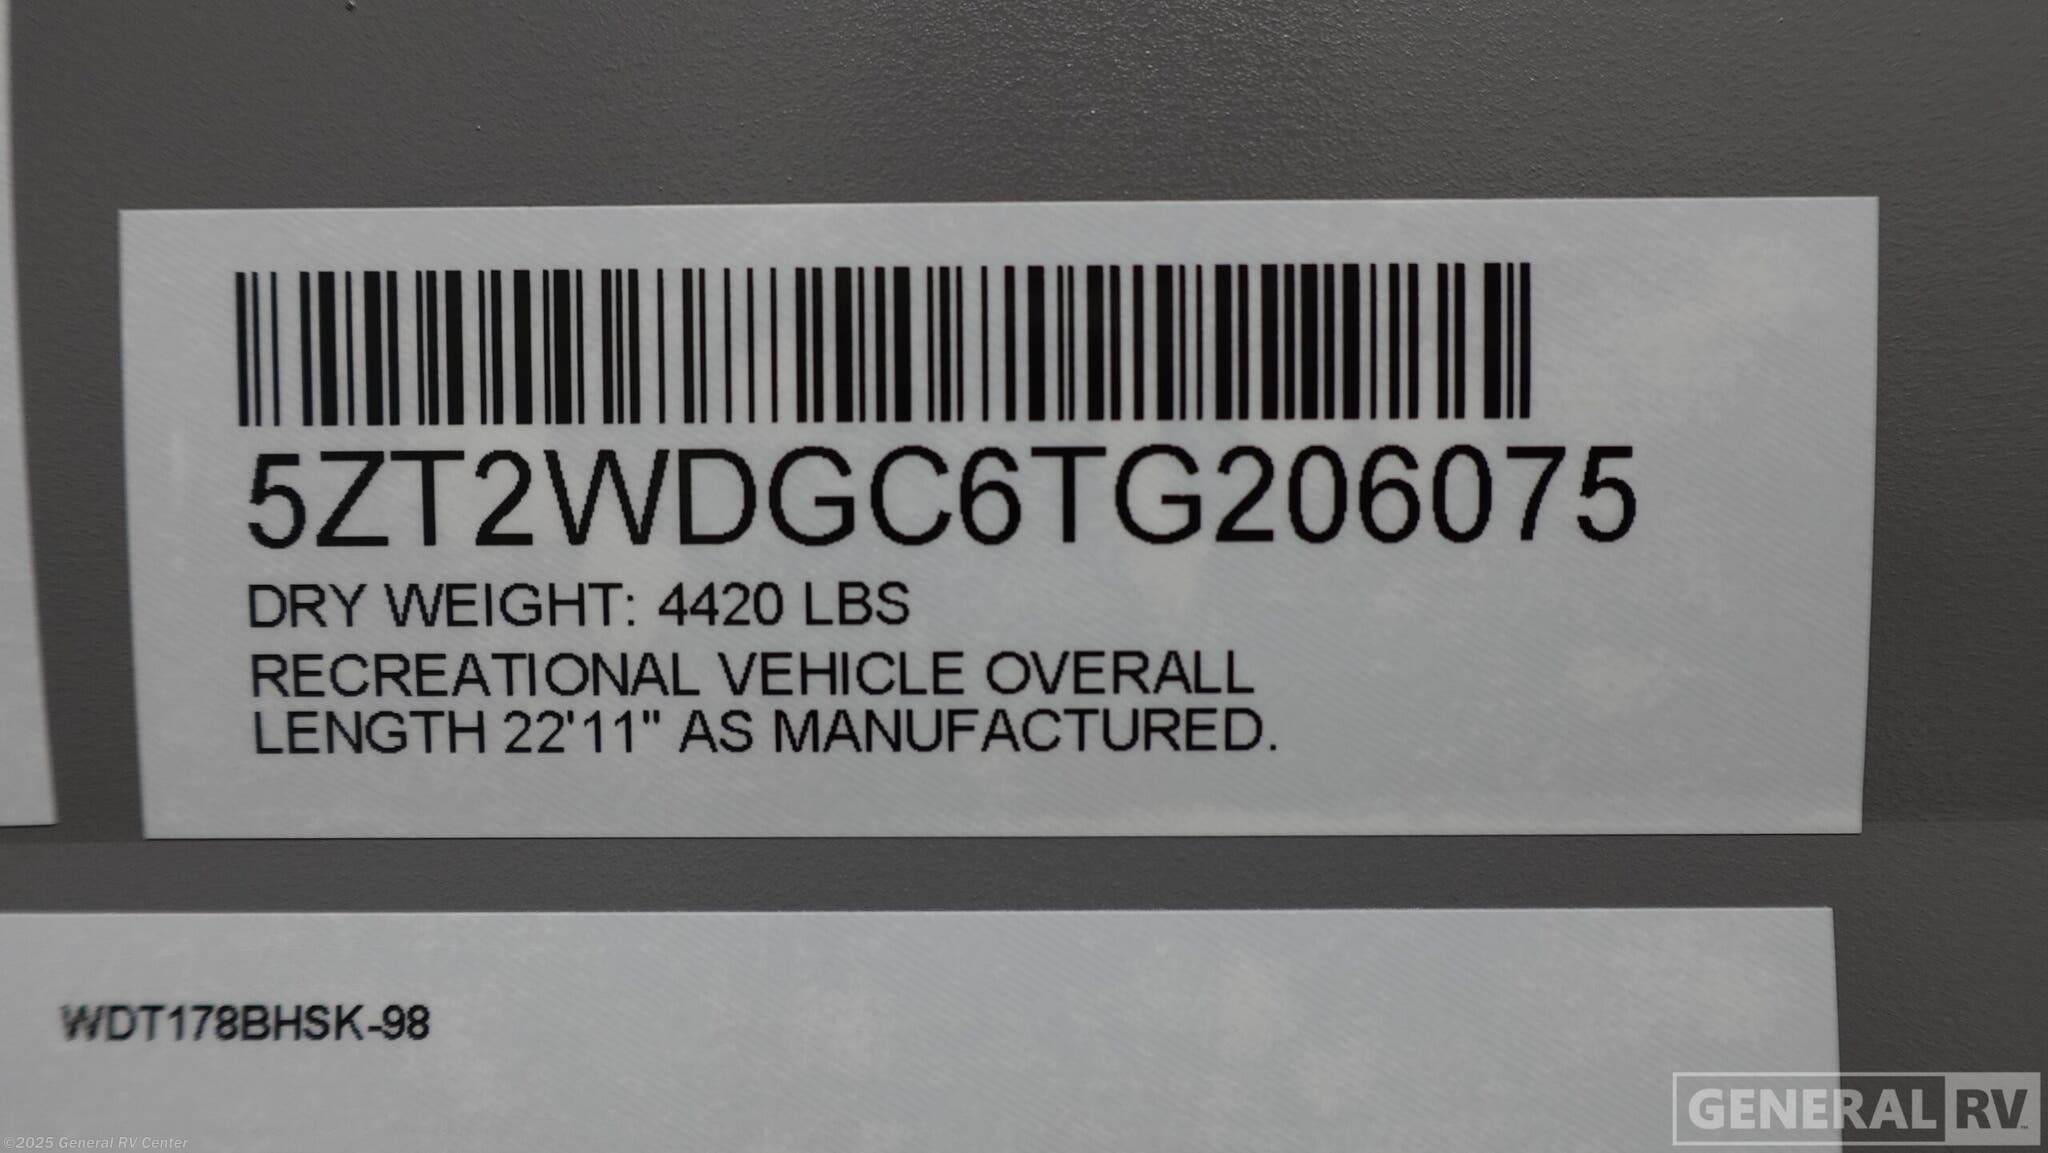 5ZT2WDGC6TG206075
DRY WEIGHT: 4420 LBS
RECREATIONAL VEHICLE OVERALL
LENGTH 22'11" AS MANUFACTURED.
WDT178BHSK-98
GENERAL RV™
©2025 General RV Center